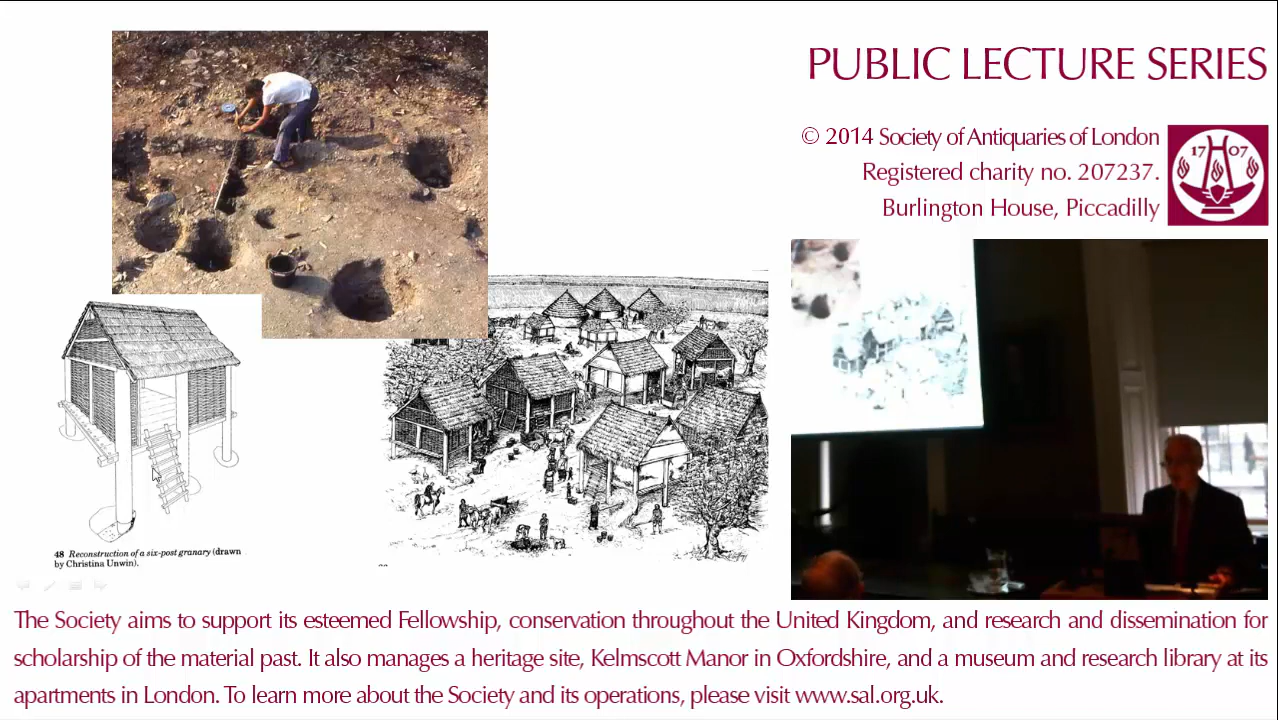 PUBLIC LECTURE SERIES
© 2014 Society of Antiquaries of London
Registered charity no. 207237.
Burlington House, Piccadilly
17 07
48 Reconstruction of a six-post granary (drawn
by Christina Unwin).
The Society aims to support its esteemed Fellowship, conservation throughout the United Kingdom, and research and dissemination for
scholarship of the material past. It also manages a heritage site, Kelmscott Manor in Oxfordshire, and a museum and research library at its
apartments in London. To learn more about the Society and its operations, please visit www.sal.org.uk.